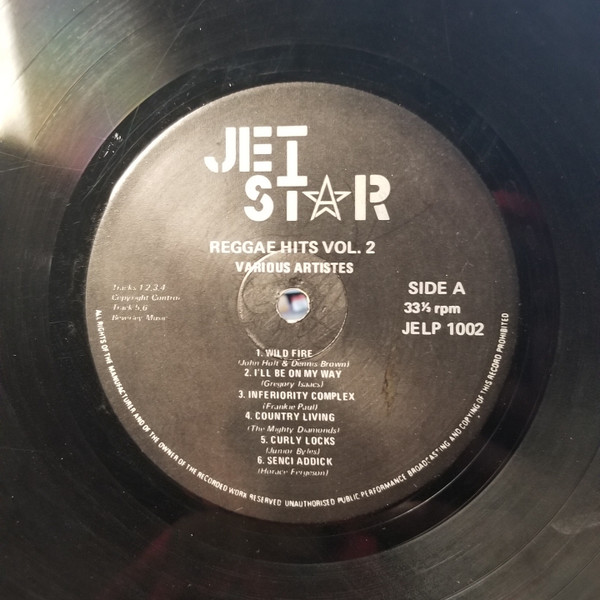 JET
STAR
REGGAE HITS VOL. 2
VARIOUS ARTISTES
Tracks 1,2,3,4
Copyright Control
Track 5,6
Beverley Music
SIDE A
33⅓ rpm
JELP 1002
1. WILD FIRE
(John Holt & Dennis Brown)
2. I'LL BE ON MY WAY
(Gregory Isaacs)
3. INFERIORITY COMPLEX
(Frankie Paul)
4. COUNTRY LIVING
(The Mighty Diamonds)
5. CURLY LOCKS
(Junior Byles)
6. SENCI ADDICK
(Horace Ferguson)
ALL RIGHTS OF THE MANUFACTURER AND OF THE OWNER OF THE RECORDED WORK RESERVED UNAUTHORISED PUBLIC PERFORMANCE BROADCASTING AND COPYING OF THIS RECORD PROHIBITED